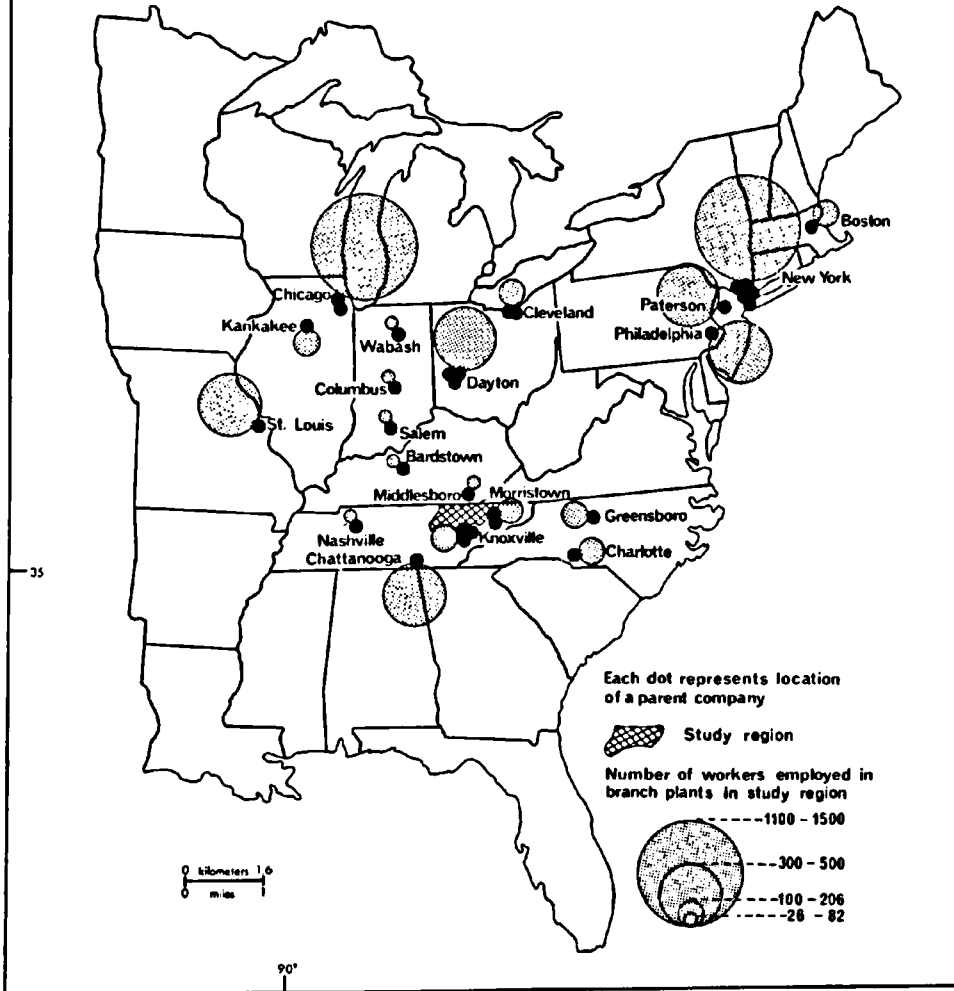 Boston
New York
Chicago
Cleveland
Paterson
Kankakee
Philadelphia
Wabash
Dayton
Columbus
St. Louis
Salem
Bardstown
Middlesboro
Morristown
Greensboro
Nashville
Knoxville
Chattanooga
Charlotte
35
Each dot represents location
of a parent company
Study region
Number of workers employed in
branch plants in study region
1100 - 1500
300 - 500
100 - 206
26 - 82
0 kilometers 1.6
0 miles 1
90°